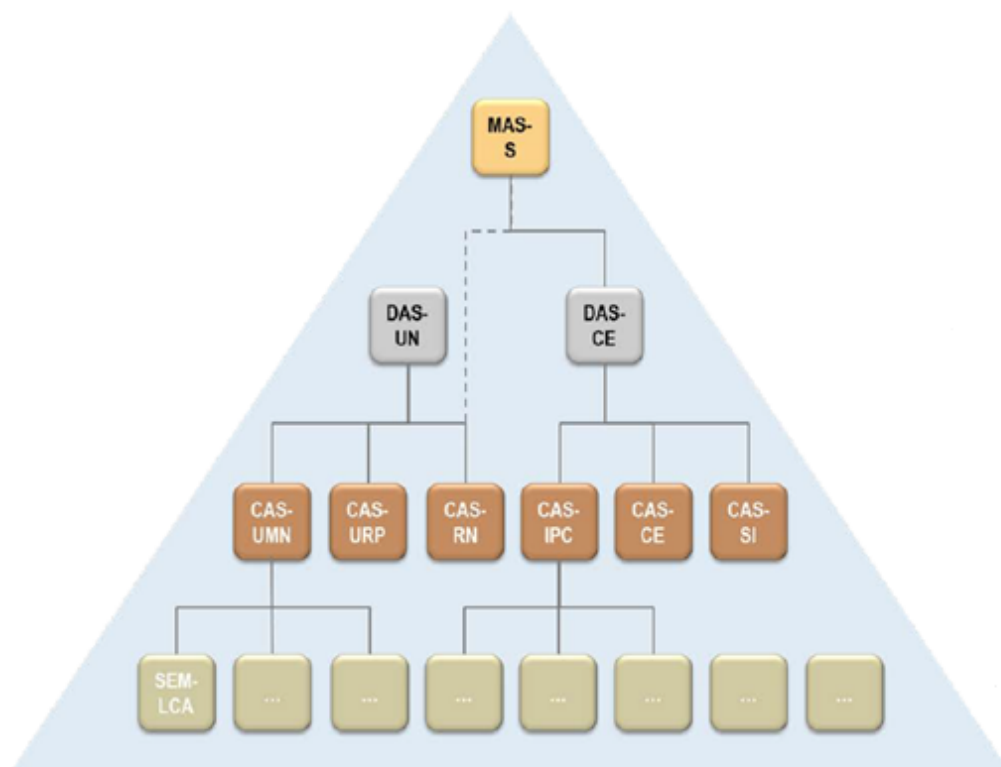 MAS-
S
DAS-
UN
DAS-
CE
CAS-
UMN
CAS-
URP
CAS-
RN
CAS-
IPC
CAS-
CE
CAS-
SI
SEM-
LCA
...
...
...
...
...
...
...